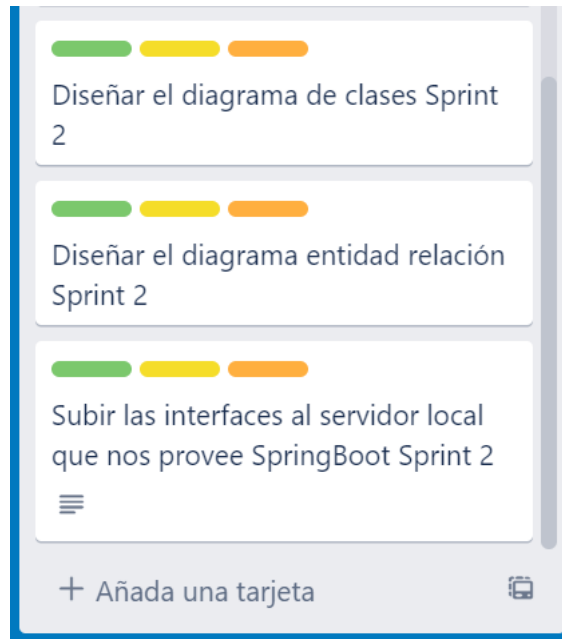 Diseñar el diagrama de clases Sprint
2
Diseñar el diagrama entidad relación
Sprint 2
Subir las interfaces al servidor local
que nos provee SpringBoot Sprint 2
Añada una tarjeta